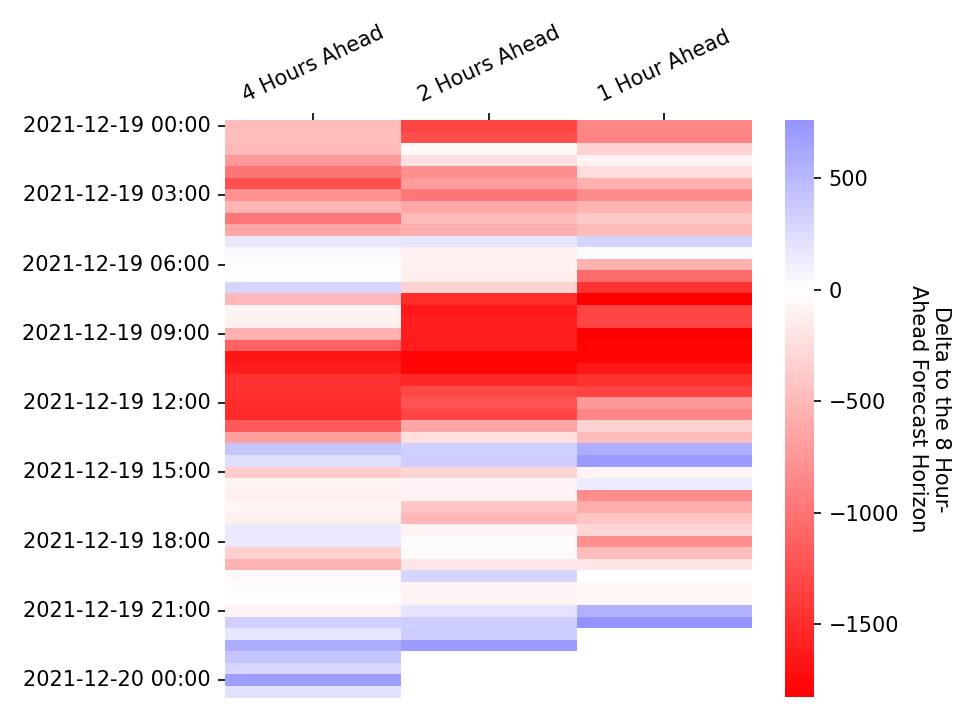 4 Hours Ahead
2 Hours Ahead
1 Hour Ahead
2021-12-19 00:00
2021-12-19 03:00
2021-12-19 06:00
2021-12-19 09:00
2021-12-19 12:00
2021-12-19 15:00
2021-12-19 18:00
2021-12-19 21:00
2021-12-20 00:00
500
0
−500
−1000
−1500
Delta to the 8 Hour-
Ahead Forecast Horizon